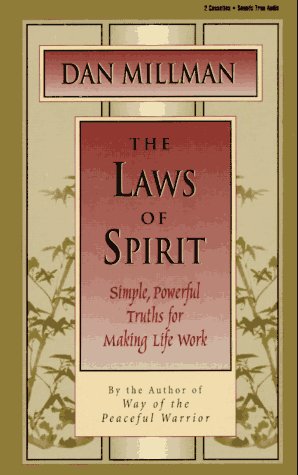 2 Cassettes • Sounds True Audio
DAN MILLMAN
THE
LAWS
OF
SPIRIT
Simple, Powerful
Truths for
Making Life Work
By the Author of
Way of the
Peaceful Warrior